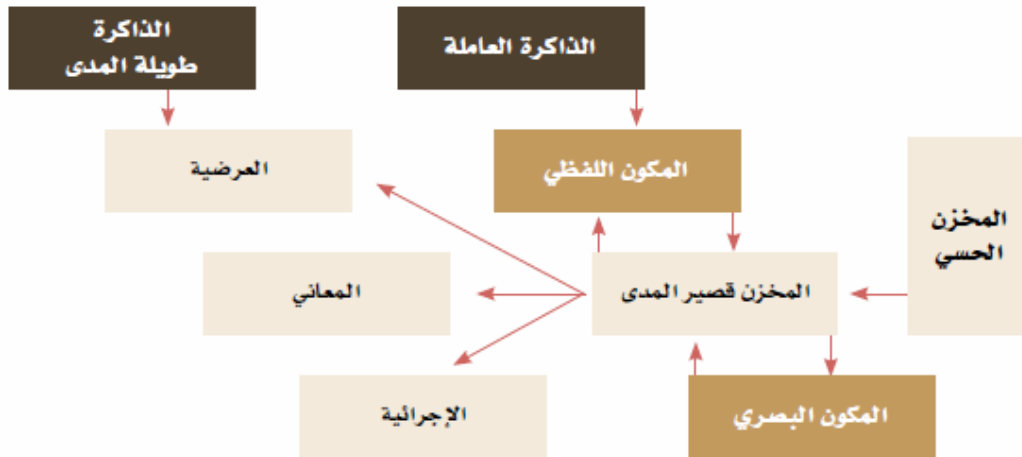 الذاكرة العاملة
الذاكرة
طويلة المدى
المكون اللفظي
العرضية
المخزن
الحسي
المخزن قصير المدى
المعاني
المكون البصري
الإجرائية